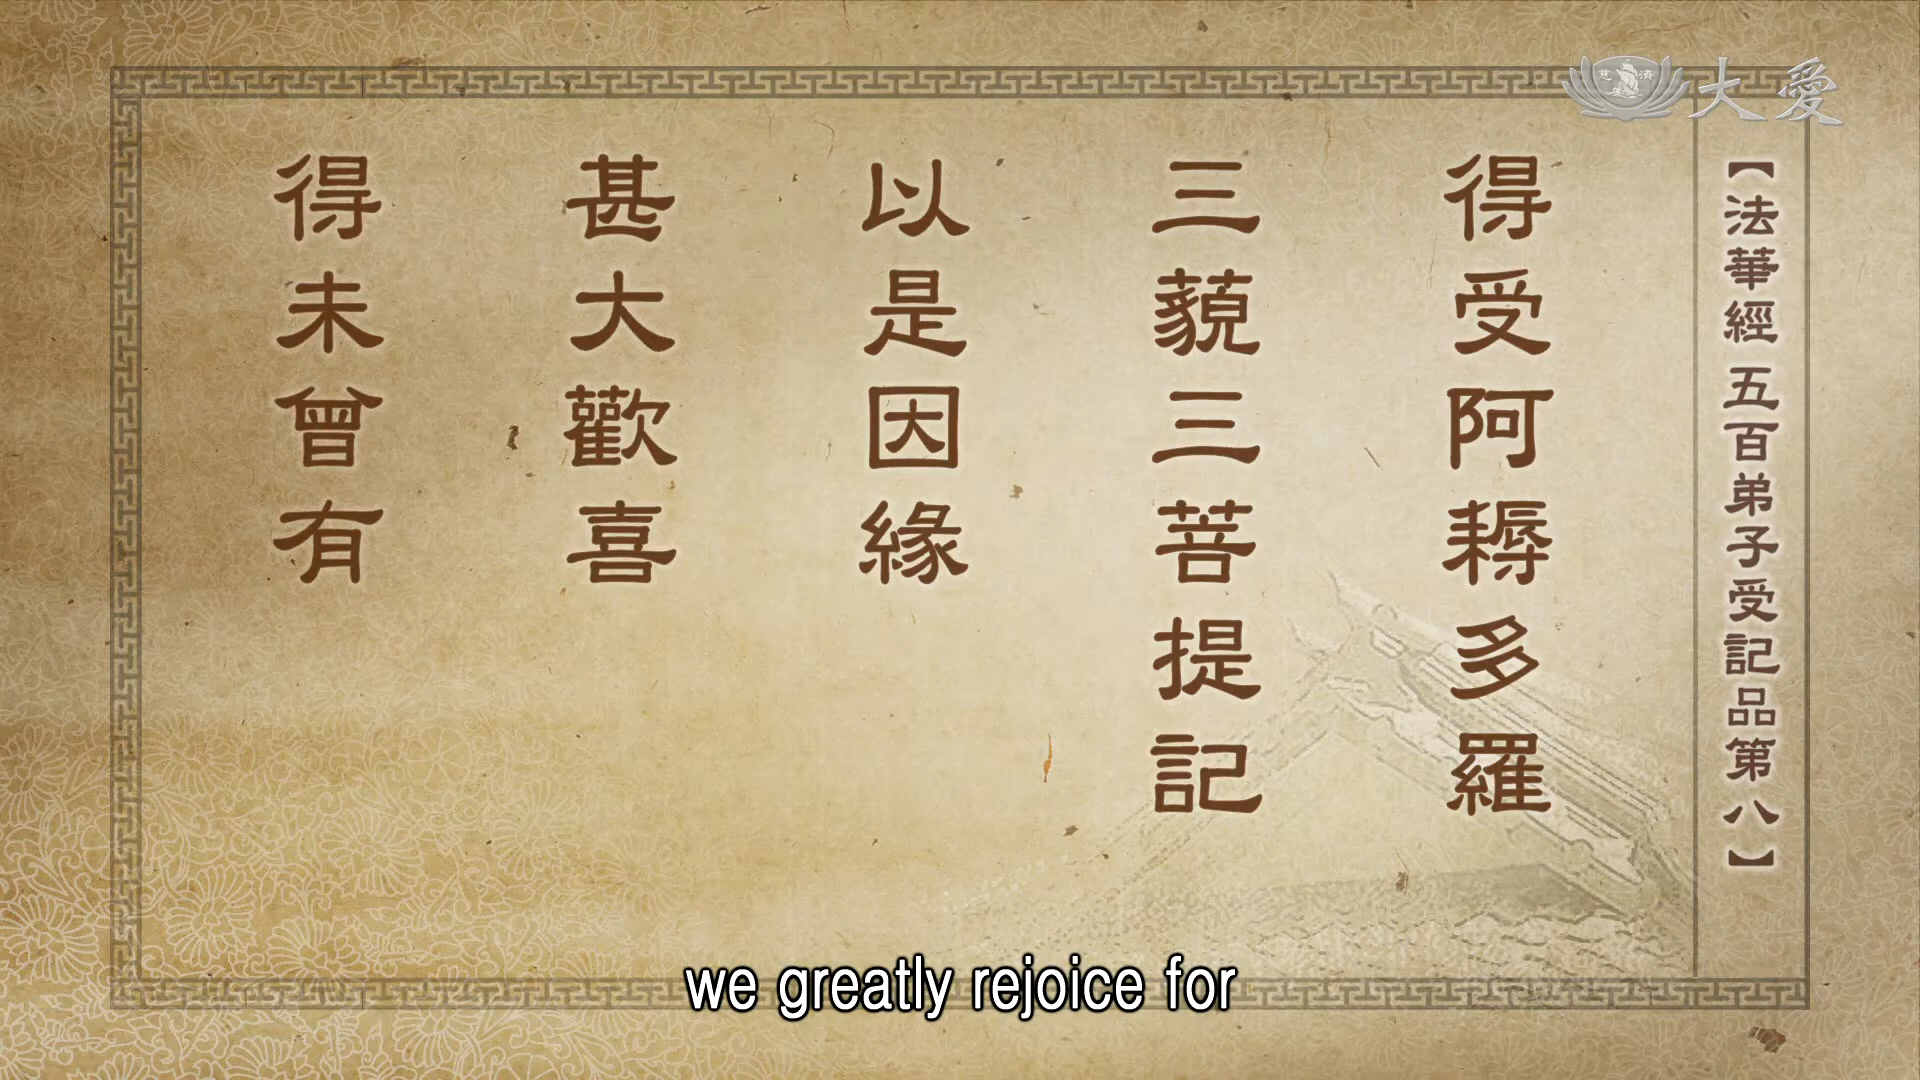 大愛
慈濟
【法華經 五百弟子受記品第八】
得受阿耨多羅
三藐三菩提記
以是因緣
甚大歡喜
得未曾有
we greatly rejoice for